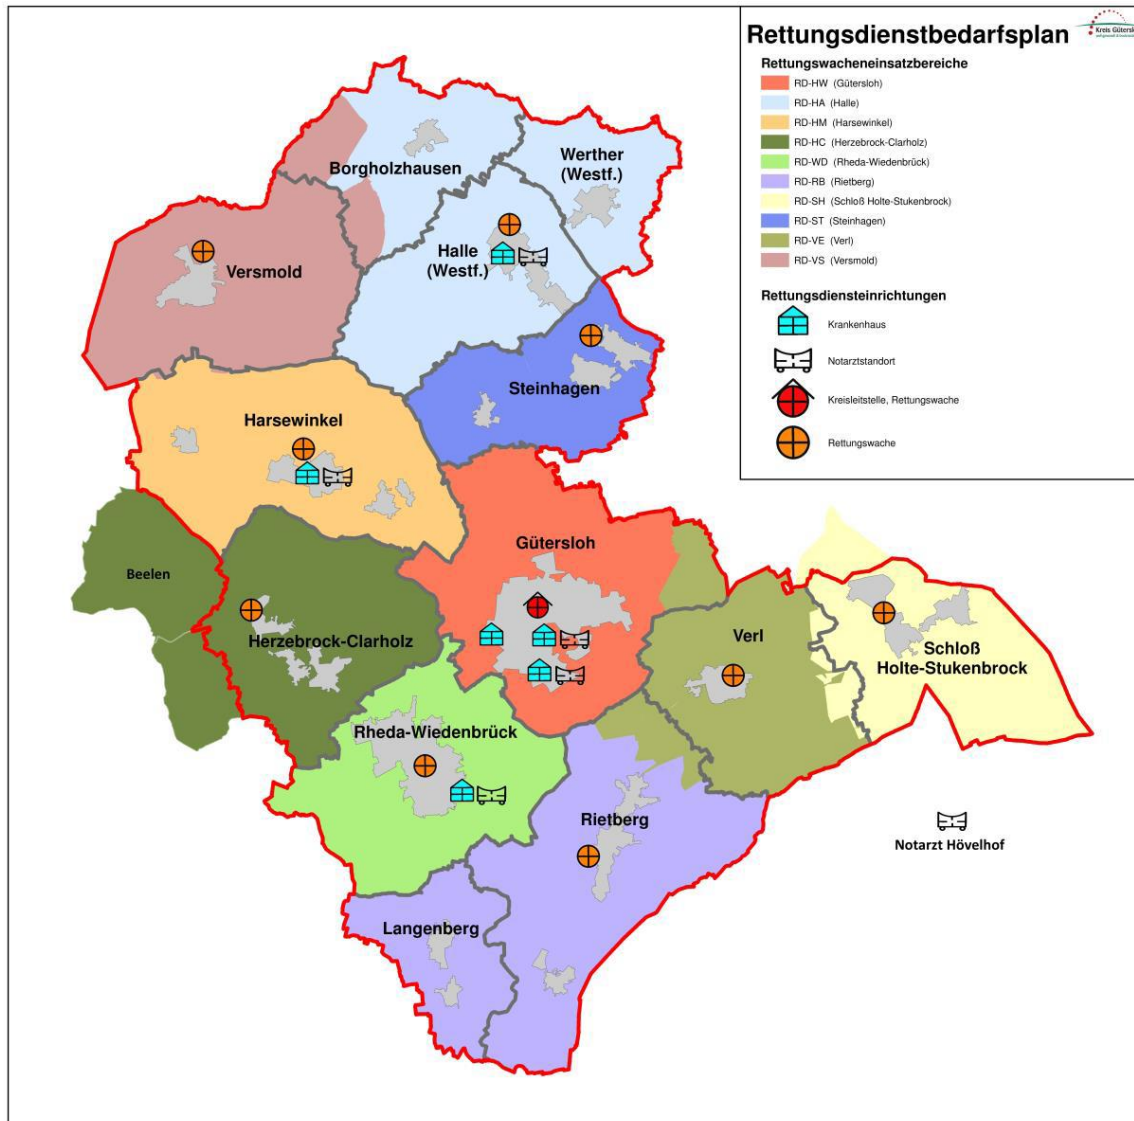 Rettungsdienstbedarfsplan
Rettungswacheneinsatzbereiche
RD-HW (Gütersloh)
RD-HA (Halle)
RD-HM (Harsewinkel)
RD-HC (Herzebrock-Clarholz)
RD-WD (Rheda-Wiedenbrück)
RD-RB (Rietberg)
RD-SH (Schloß Holte-Stukenbrock)
RD-ST (Steinhagen)
RD-VE (Verl)
RD-VS (Versmold)
Rettungsdiensteinrichtungen
Krankenhaus
Notarztstandort
Kreisleitstelle, Rettungswache
Rettungswache
Borgholzhausen
Werther
(Westf.)
Versmold
Halle
(Westf.)
Steinhagen
Harsewinkel
Gütersloh
Beelen
Herzebrock-Clarholz
Verl
Schloß
Holte-Stukenbrock
Rheda-Wiedenbrück
Rietberg
Notarzt Hövelhof
Langenberg